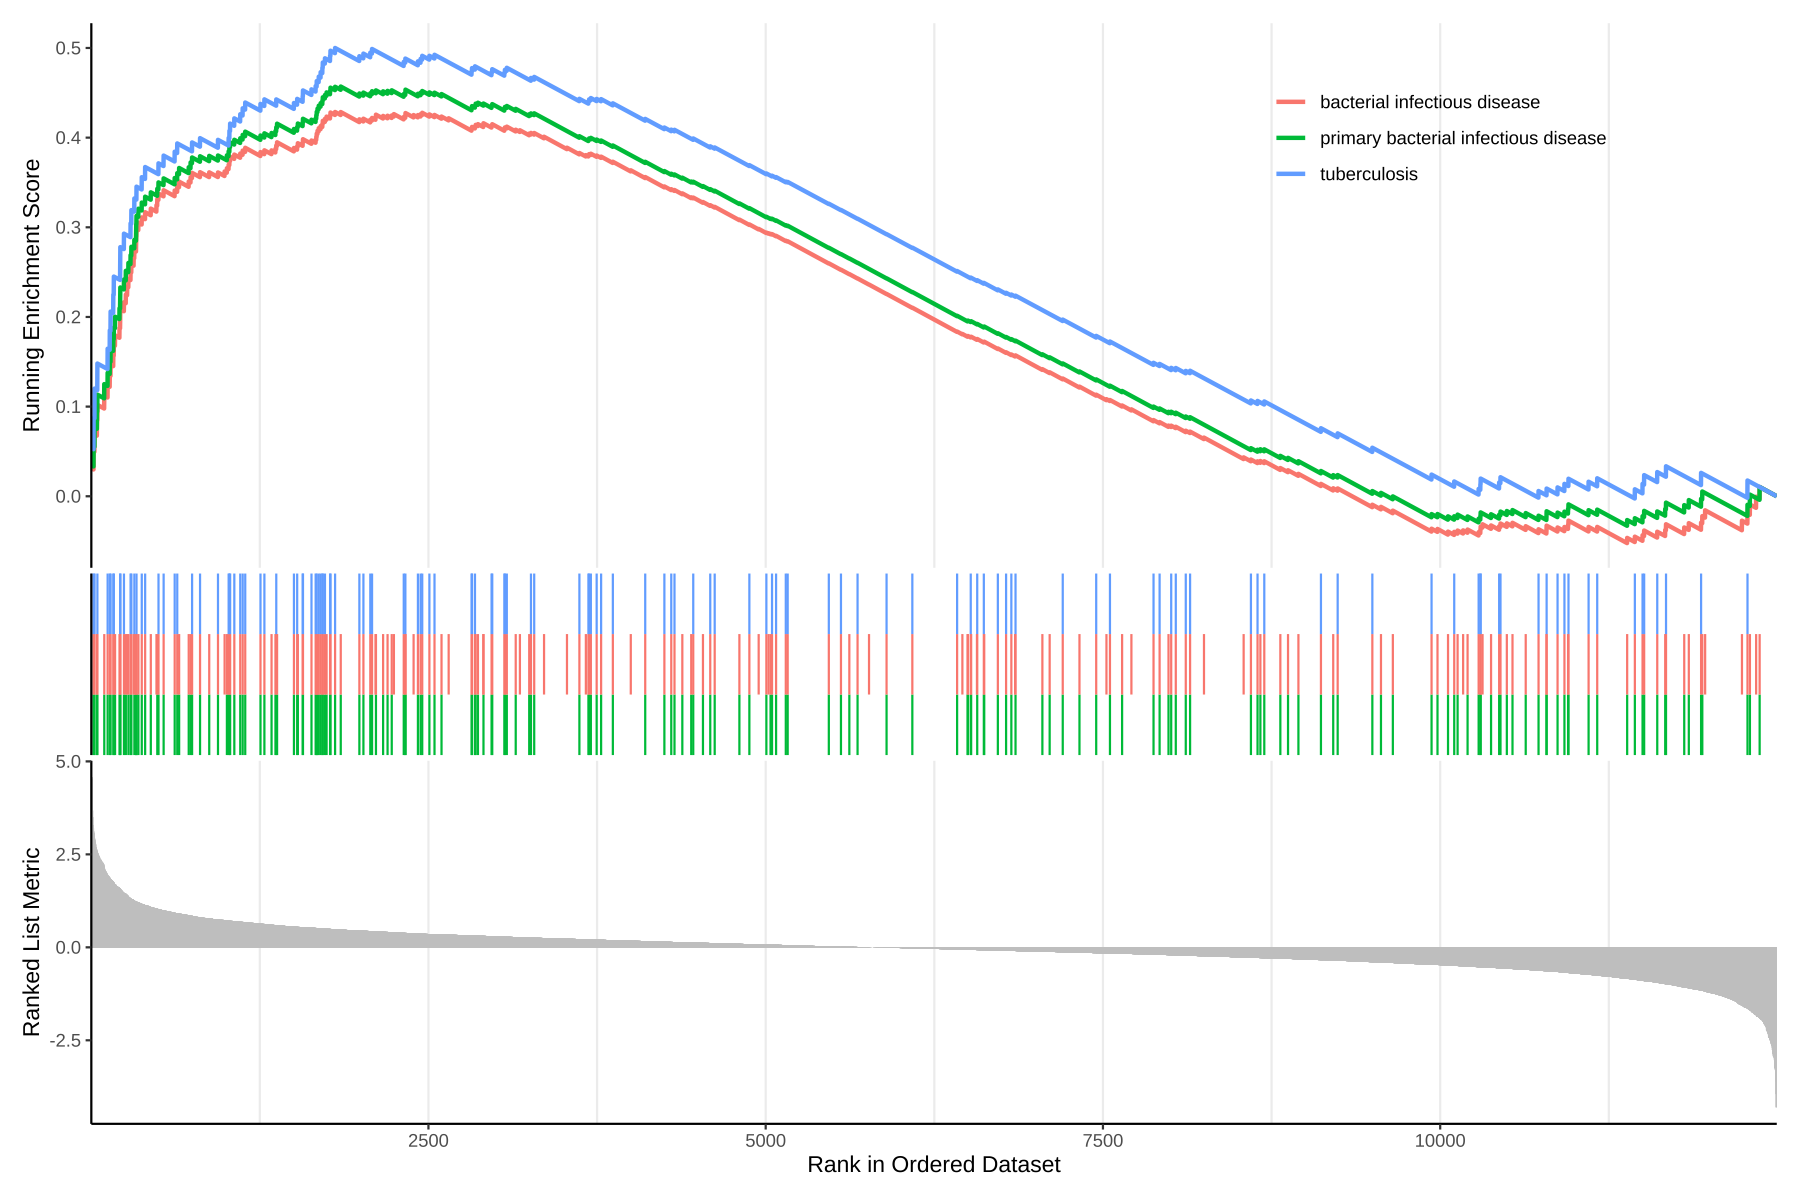 Running Enrichment Score
0.5
0.4
0.3
0.2
0.1
0.0
bacterial infectious disease
primary bacterial infectious disease
tuberculosis
Ranked List Metric
5.0
2.5
0.0
-2.5
2500
5000
7500
10000
Rank in Ordered Dataset